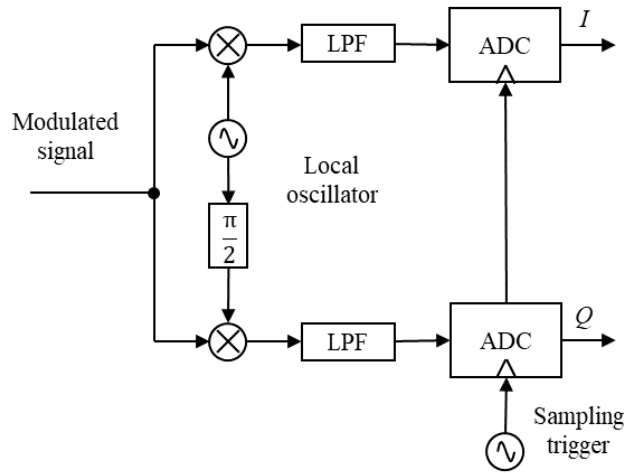 I
LPF
ADC
Modulated
signal
Local
oscillator
π
2
Q
LPF
ADC
Sampling
trigger